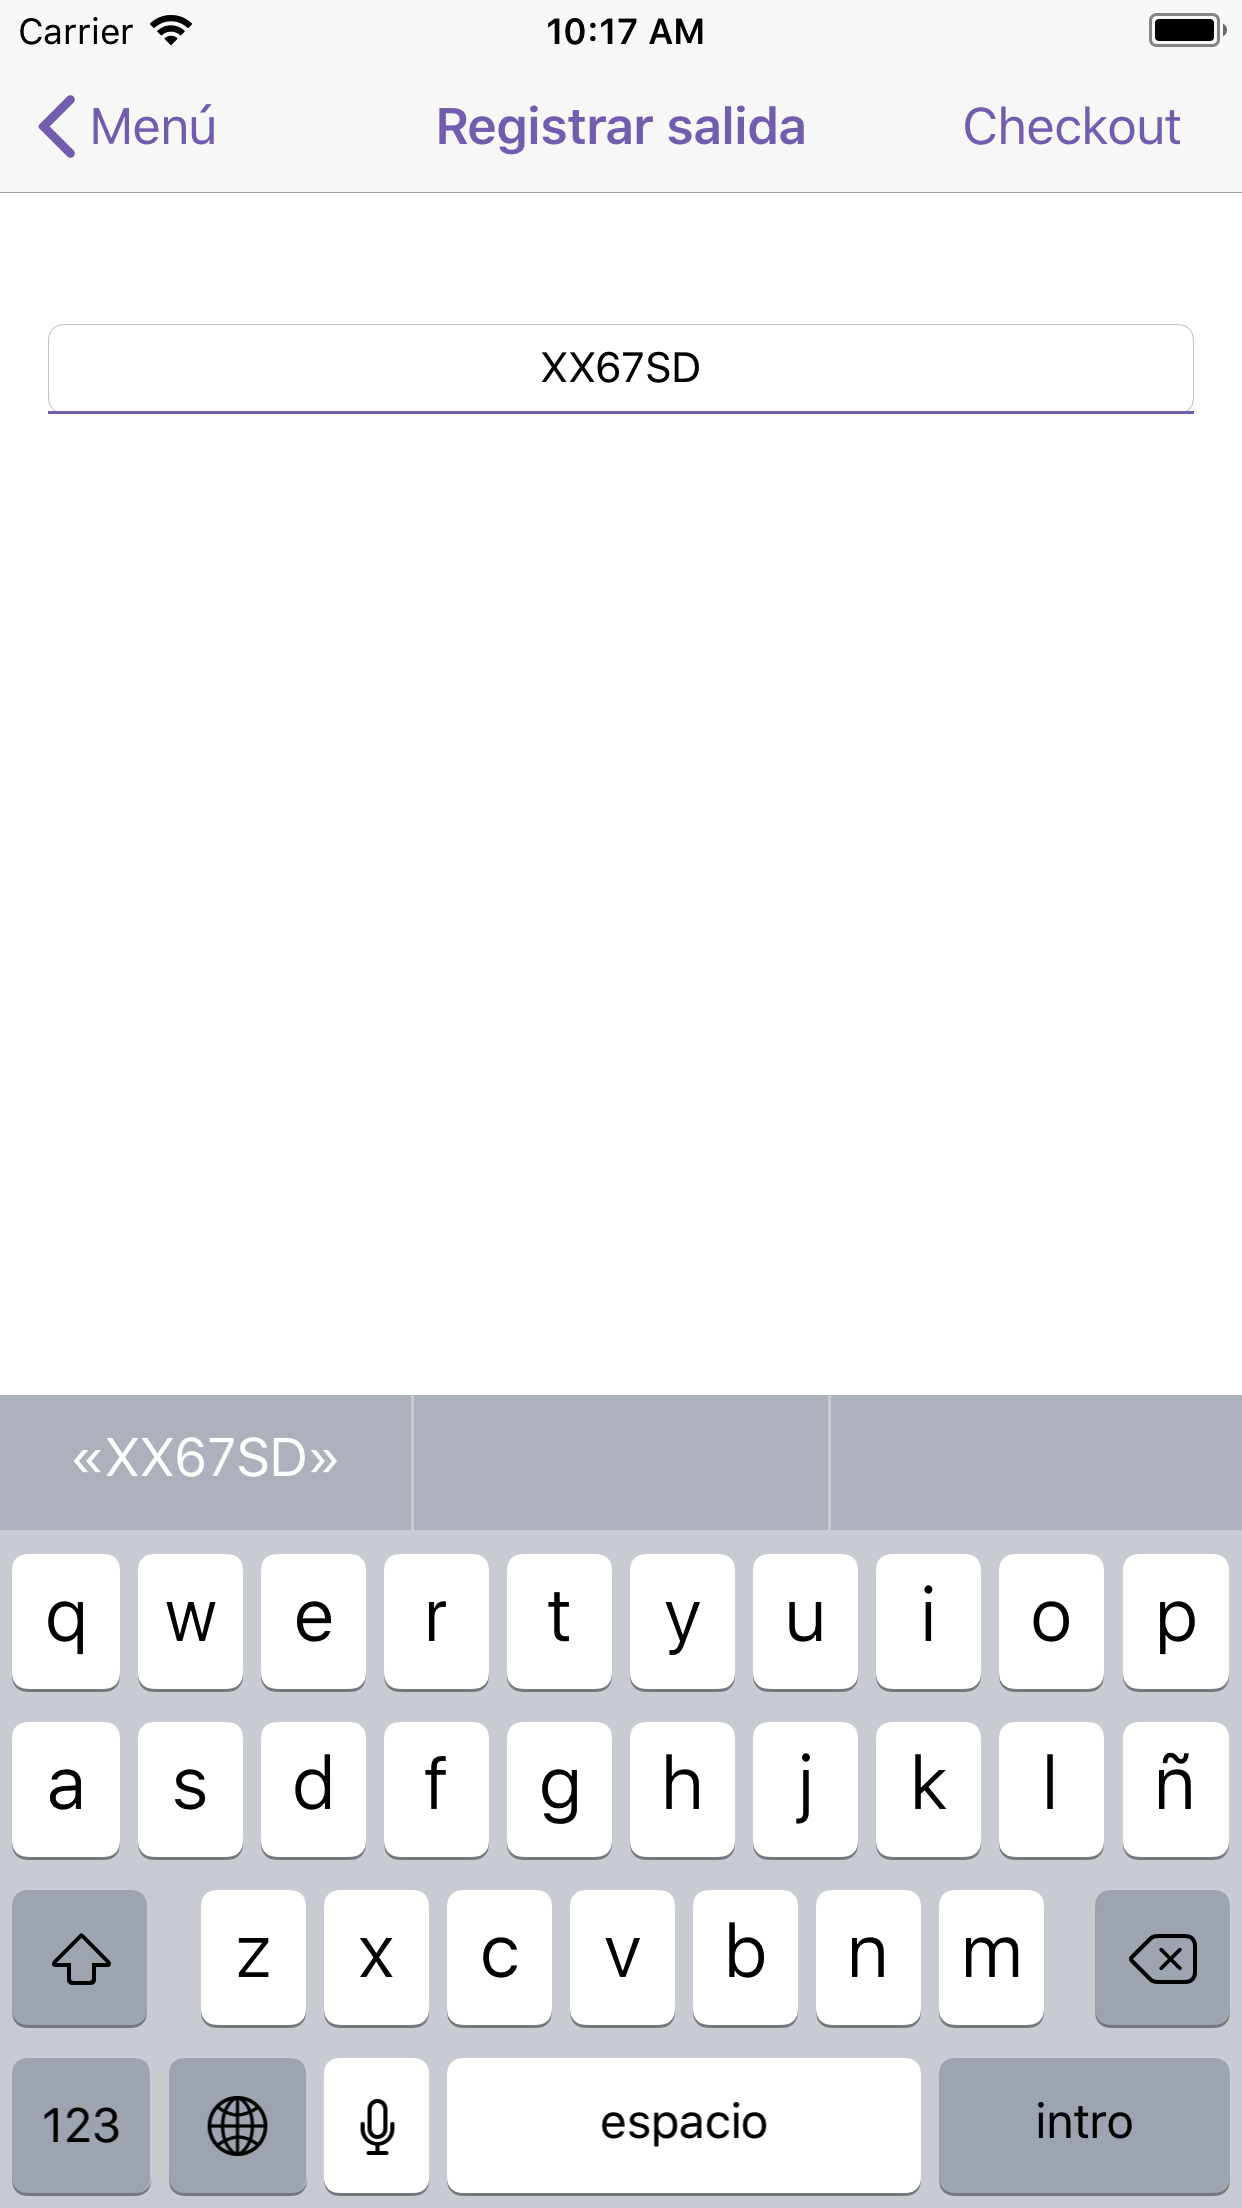 Carrier 10:17 AM
Menú Registrar salida Checkout
XX67SD
«XX67SD»
q w e r t y u i o p
a s d f g h j k l ñ
z x c v b n m
123 espacio intro